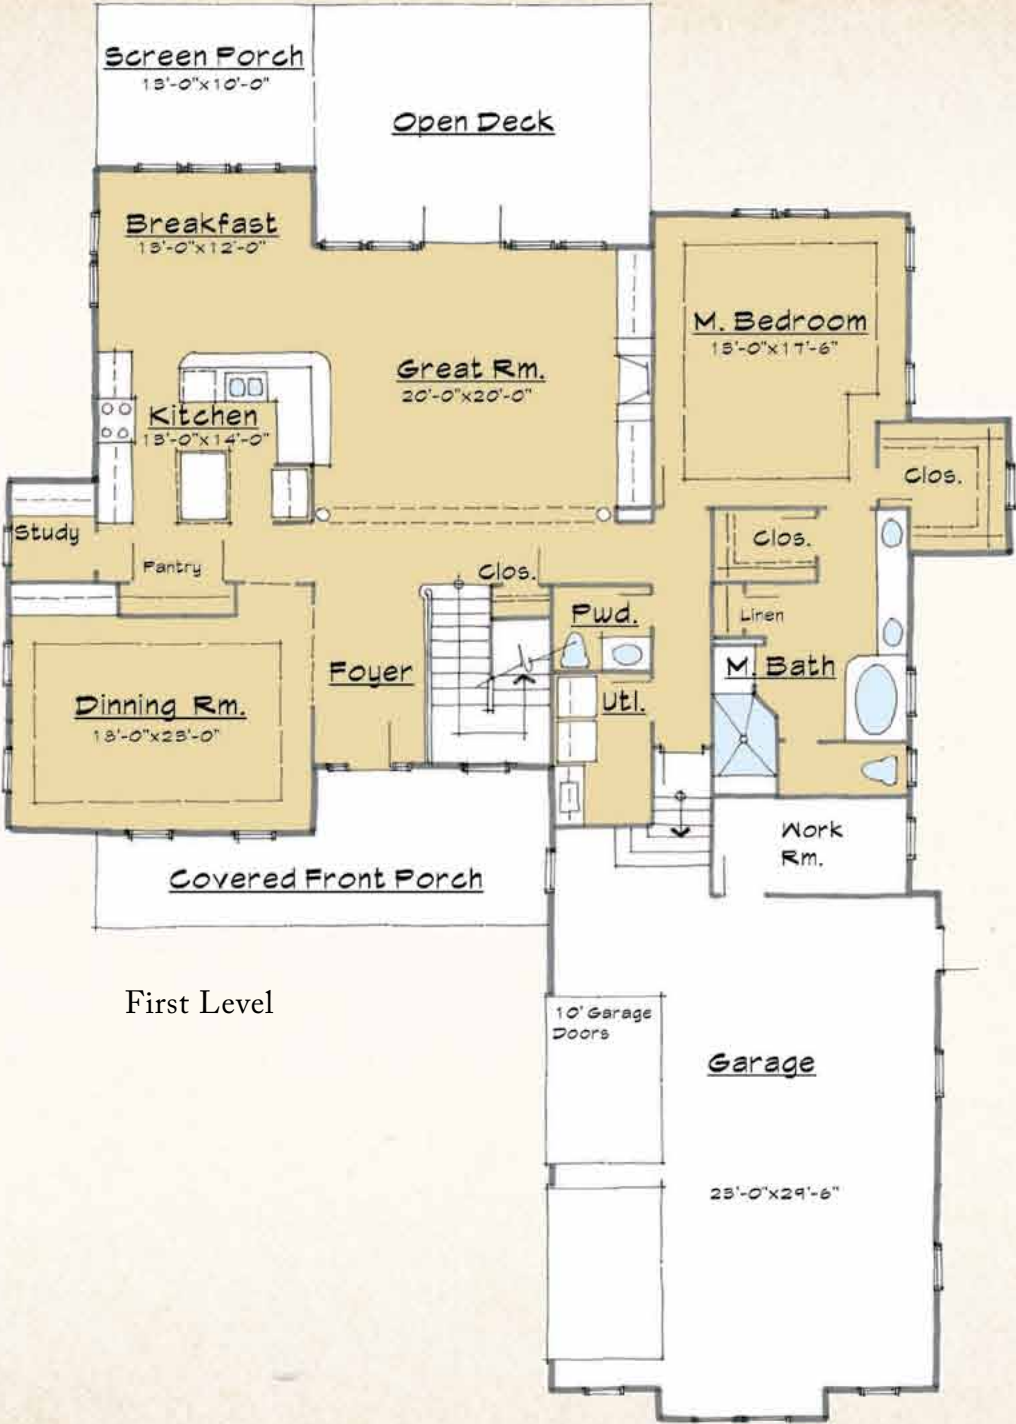 Screen Porch
13'-0"x10'-0"
Open Deck
Breakfast
13'-0"x12'-0"
M. Bedroom
15'-0"x17'-6"
Great Rm.
20'-0"x20'-0"
Kitchen
13'-0"x14'-0"
Clos.
Study
Clos.
Pantry
Clos.
Linen
Pwd.
Foyer
M. Bath
Dinning Rm.
13'-0"x23'-0"
Utl.
Work
Rm.
Covered Front Porch
First Level
10' Garage
Doors
Garage
23'-0"x29'-6"